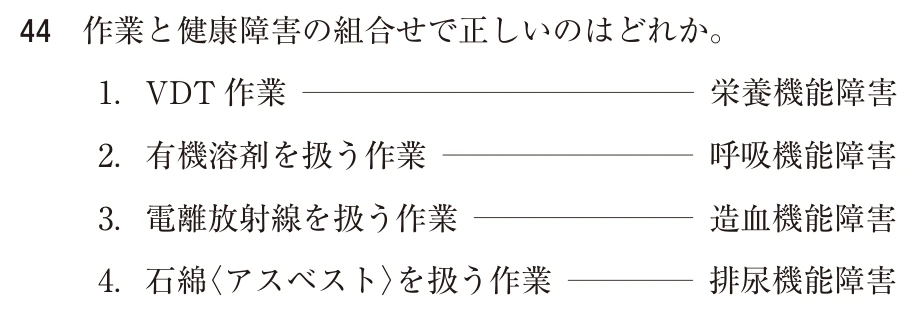 44 作業と健康障害の組合せで正しいのはどれか。
1. VDT 作業 ── 栄養機能障害
2. 有機溶剤を扱う作業 ── 呼吸機能障害
3. 電離放射線を扱う作業 ── 造血機能障害
4. 石綿〈アスベスト〉を扱う作業 ── 排尿機能障害